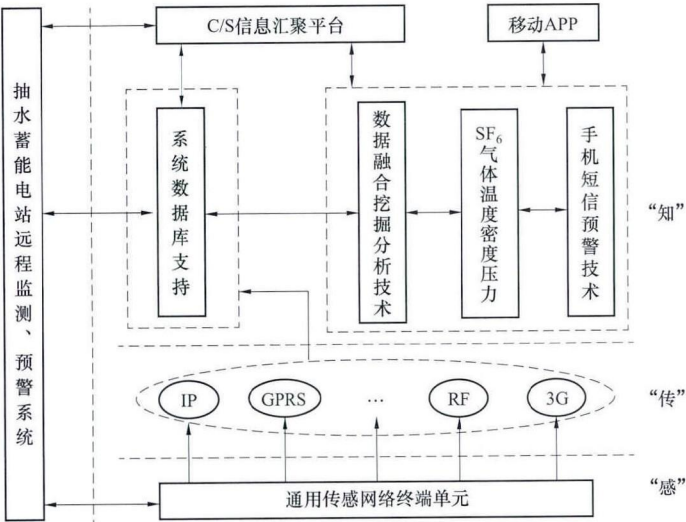 C/S信息汇聚平台
移动APP
抽水蓄能电站远程监测、预警系统
系统数据库支持
数据融合挖掘分析技术
SF₆气体温度密度压力
手机短信预警技术
“知”
IP
GPRS
…
RF
3G
“传”
通用传感网络终端单元
“感”